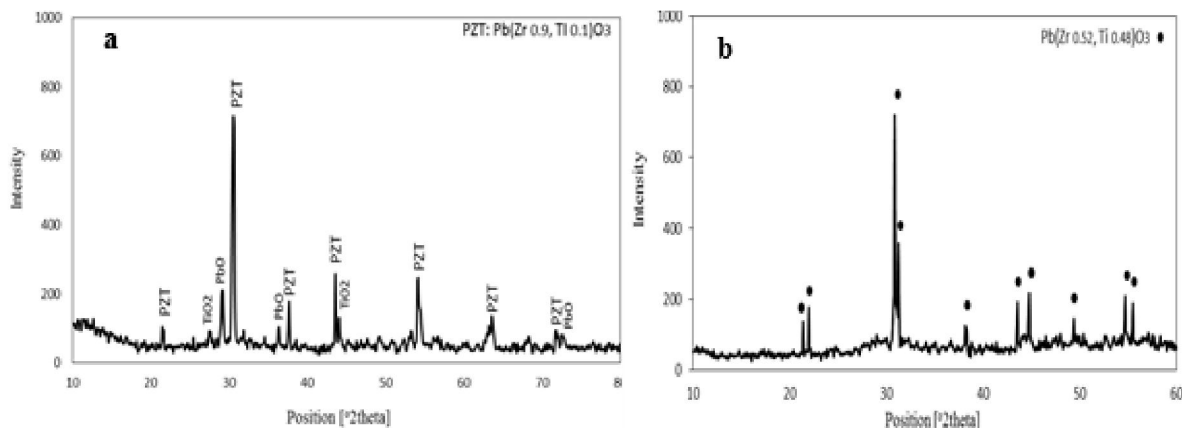 a
PZT: Pb(Zr 0.9, TI 0.1)O3
1000
800
600
400
200
0
Intensity
PZT
TiO2
PbO
PZT
PbO
PZT
PZT
TiO2
PZT
PZT
PZT
PbO
10 20 30 40 50 60 70 80
Position [°2theta]
b
Pb(Zr 0.52, Ti 0.48)O3
1000
800
600
400
200
0
Intensity
10 20 30 40 50 60
Position [°2theta]